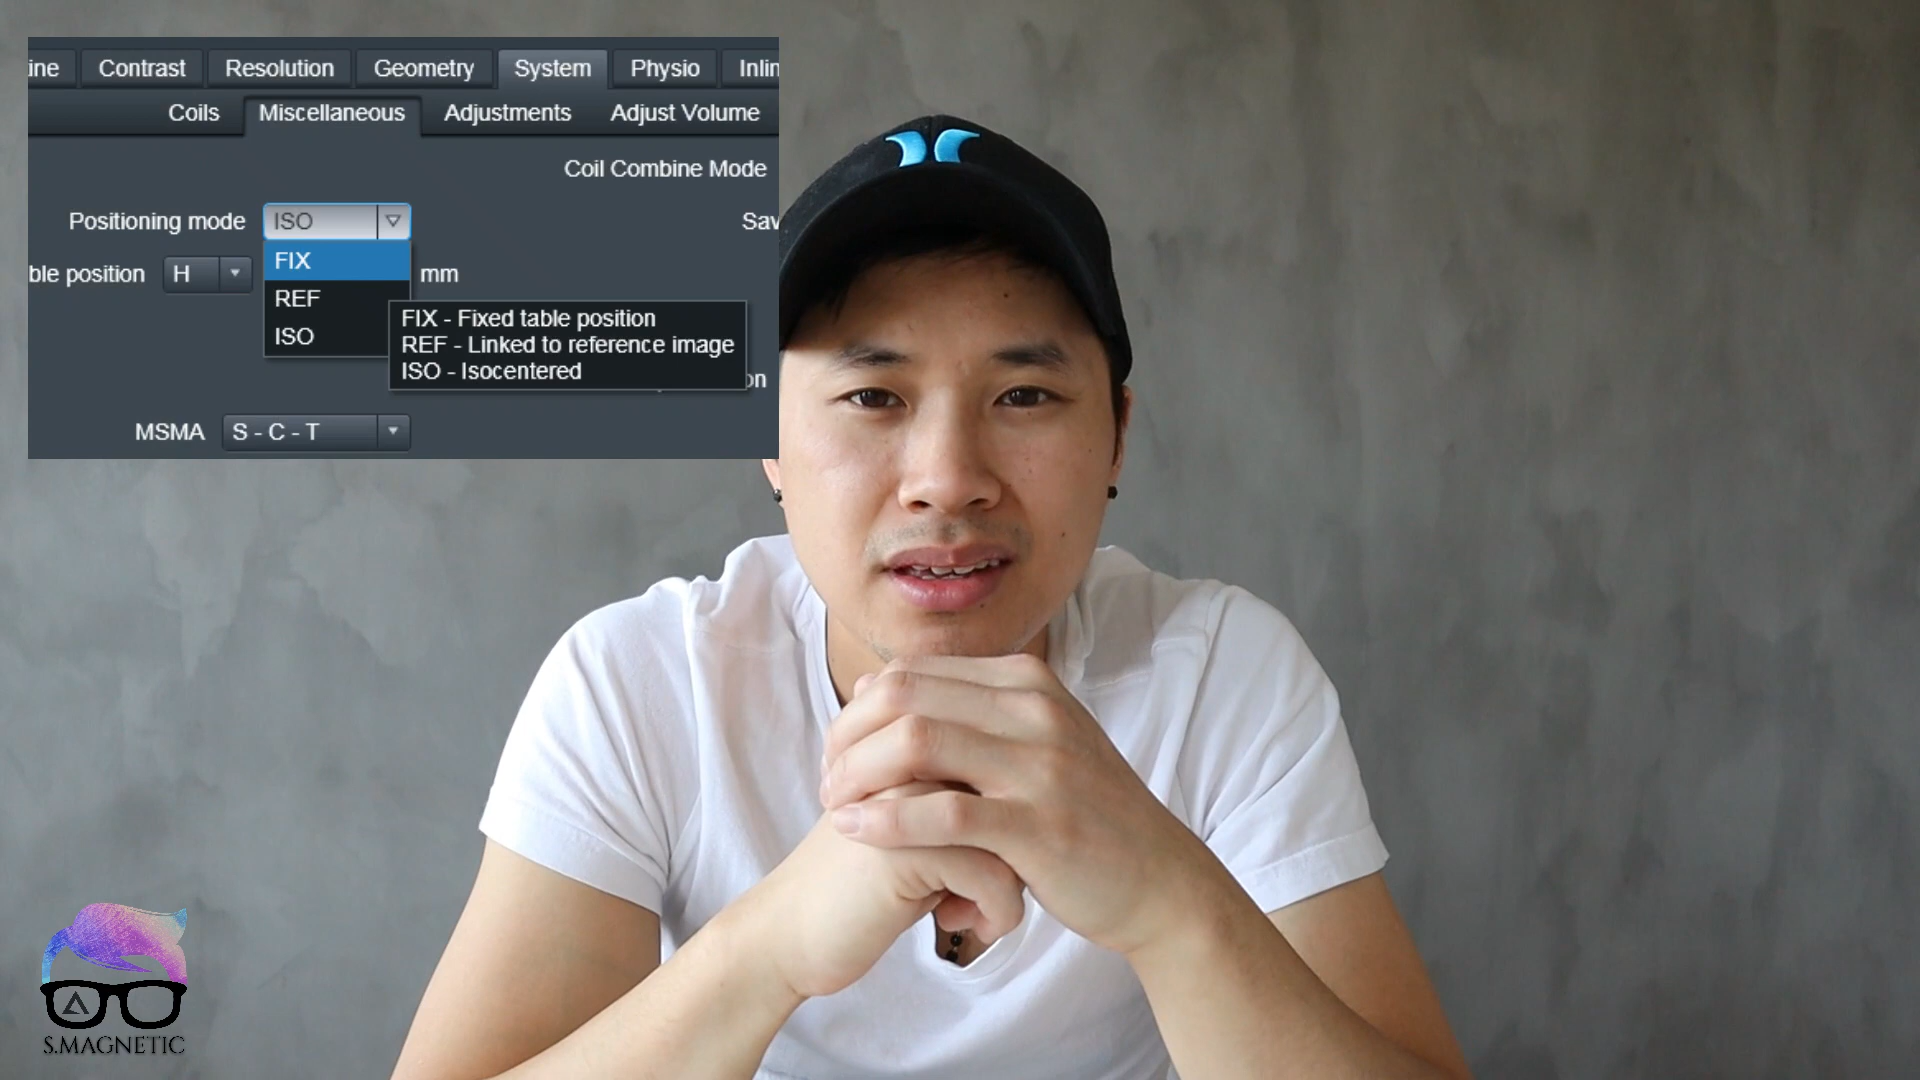 ine Contrast Resolution Geometry System Physio Inlin
Coils Miscellaneous Adjustments Adjust Volume
Coil Combine Mode
Positioning mode ISO Sav
ble position H FIX mm
REF
ISO
FIX - Fixed table position
REF - Linked to reference image
ISO - Isocentered
on
MSMA S - C - T
S.MAGNETIC